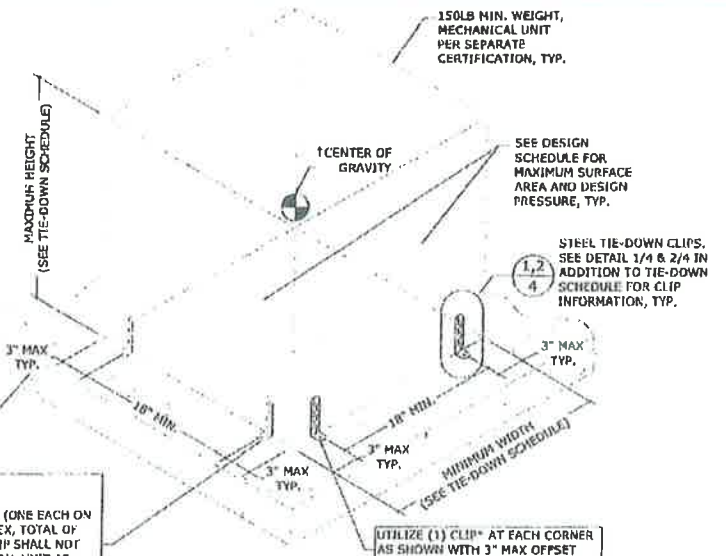 150LB MIN. WEIGHT,
MECHANICAL UNIT
PER SEPARATE
CERTIFICATION, TYP.
MAXIMUM HEIGHT
(SEE TIE-DOWN SCHEDULE)
†CENTER OF
GRAVITY
SEE DESIGN
SCHEDULE FOR
MAXIMUM SURFACE
AREA AND DESIGN
PRESSURE, TYP.
STEEL TIE-DOWN CLIPS.
SEE DETAIL 1/4 & 2/4 IN
ADDITION TO TIE-DOWN
SCHEDULE FOR CLIP
INFORMATION, TYP.
1,2
4
3" MAX
TYP.
3" MAX
TYP.
18" MIN.
18" MIN.
3" MAX
TYP.
3" MAX
TYP.
MINIMUM WIDTH
(SEE TIE-DOWN SCHEDULE)
(ONE EACH ON
EX, TOTAL OF
IP SHALL NOT
UNIT AS
UTILIZE (1) CLIP* AT EACH CORNER
AS SHOWN WITH 3" MAX OFFSET